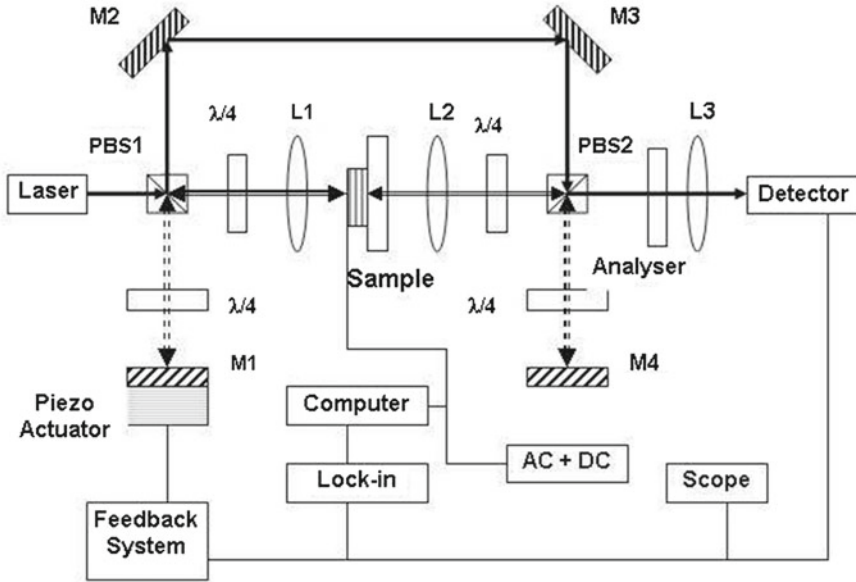 M2
M3
λ/4
L1
L2
λ/4
L3
PBS1
PBS2
Laser
Detector
Sample
Analyser
λ/4
λ/4
M1
M4
Piezo
Actuator
Computer
AC + DC
Lock-in
Scope
Feedback
System